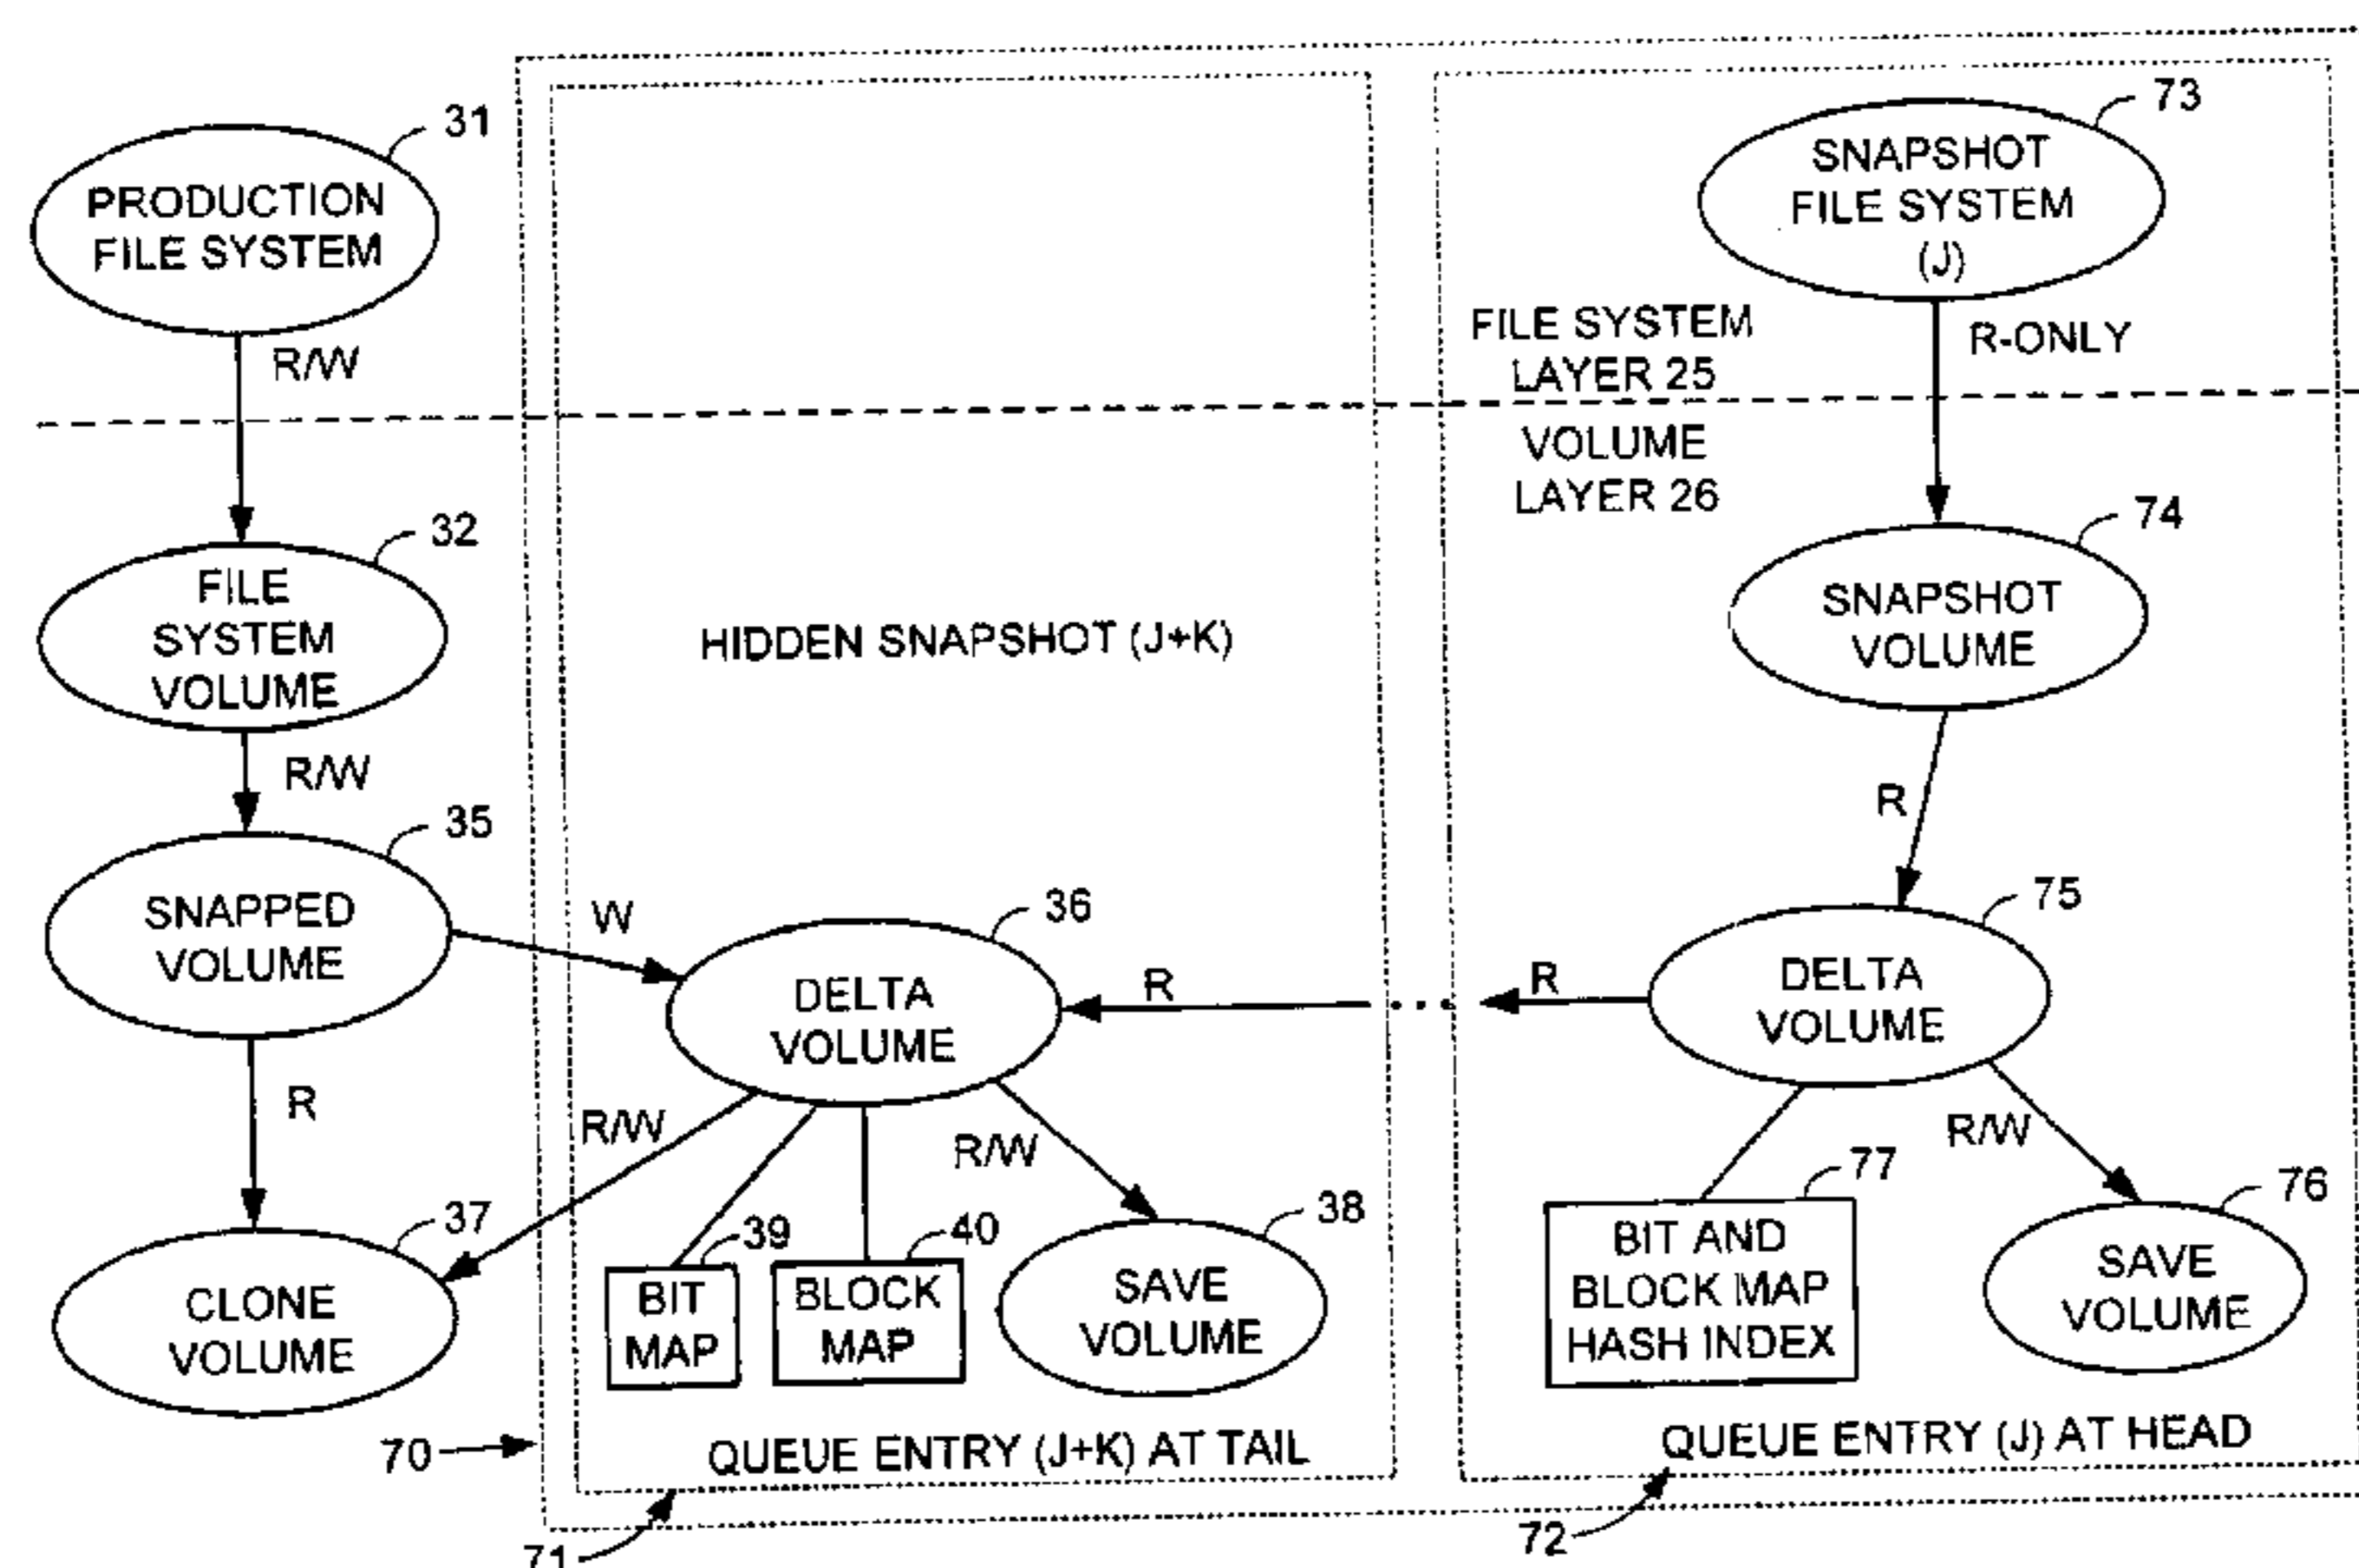 31
PRODUCTION
FILE SYSTEM
R/W
32
FILE
SYSTEM
VOLUME
R/W
35
SNAPPED
VOLUME
W
R
37
CLONE
VOLUME
HIDDEN SNAPSHOT (J+K)
36
DELTA
VOLUME
R
R/W
R/W
39
BIT
MAP
40
BLOCK
MAP
38
SAVE
VOLUME
70
QUEUE ENTRY (J+K) AT TAIL
71
73
SNAPSHOT
FILE SYSTEM
(J)
FILE SYSTEM
LAYER 25
R-ONLY
VOLUME
LAYER 26
74
SNAPSHOT
VOLUME
R
75
DELTA
VOLUME
R
R/W
77
BIT AND
BLOCK MAP
HASH INDEX
76
SAVE
VOLUME
QUEUE ENTRY (J) AT HEAD
72